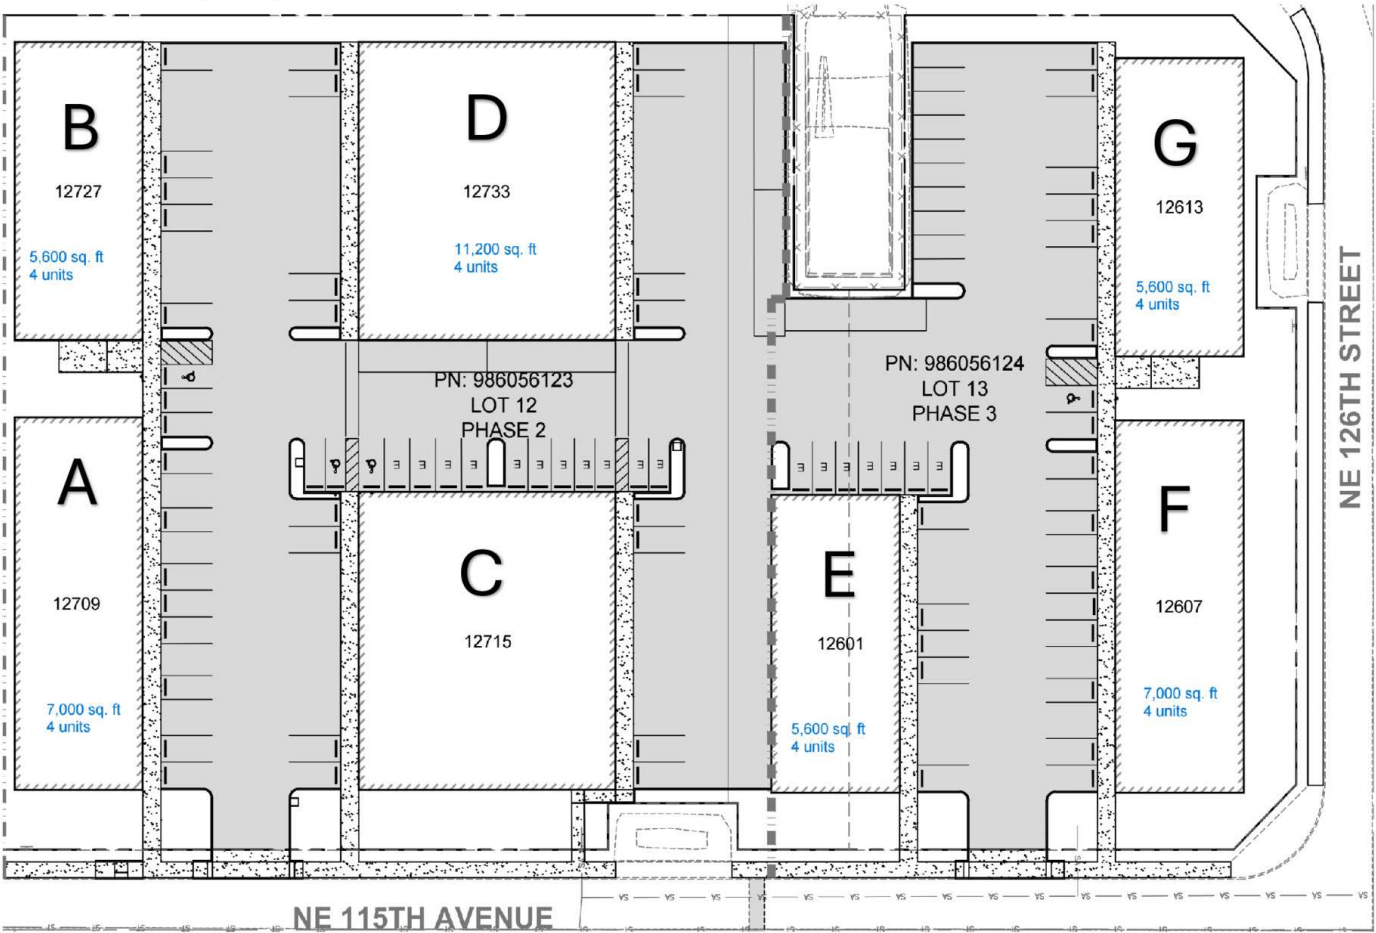 B
12727
5,600 sq. ft
4 units
D
12733
11,200 sq. ft
4 units
G
12613
5,600 sq. ft
4 units
PN: 986056123
LOT 12
PHASE 2
PN: 986056124
LOT 13
PHASE 3
A
12709
7,000 sq. ft
4 units
C
12715
E
12601
5,600 sq. ft
4 units
F
12607
7,000 sq. ft
4 units
NE 126TH STREET
NE 115TH AVENUE